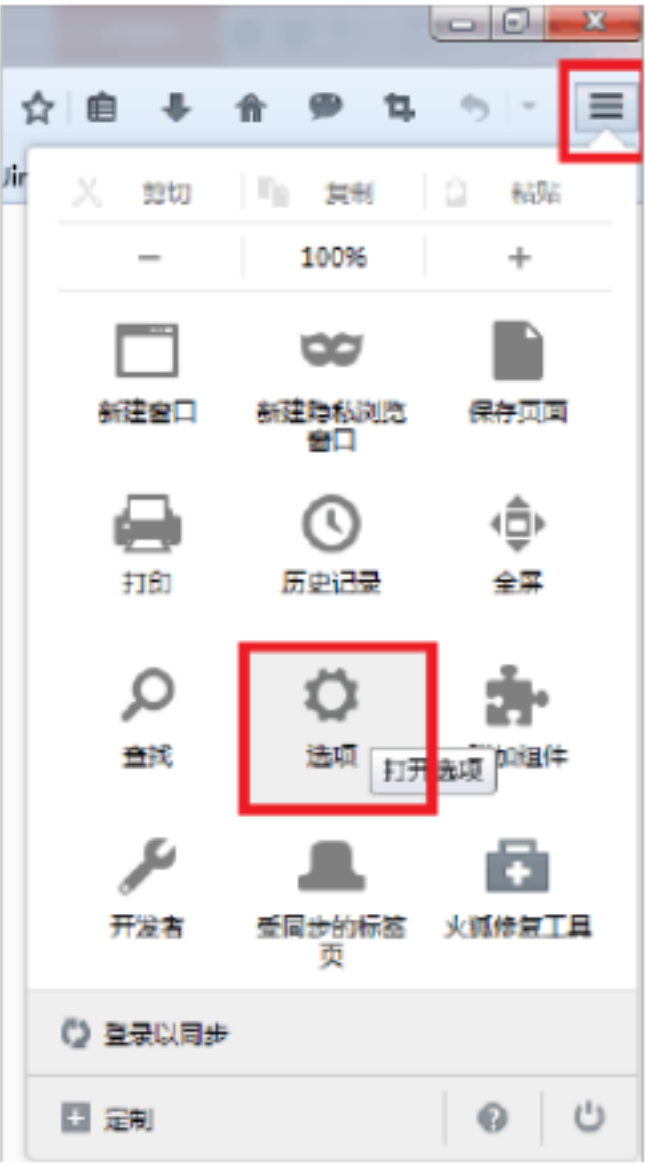 剪切 复制 粘贴
− 100% +
新建窗口 新建隐私浏览 保存页面
窗口
打印 历史记录 全屏
查找 选项 加组件
打开选项
开发者 受同步的标签 火狐修复工具
页
登录以同步
定制